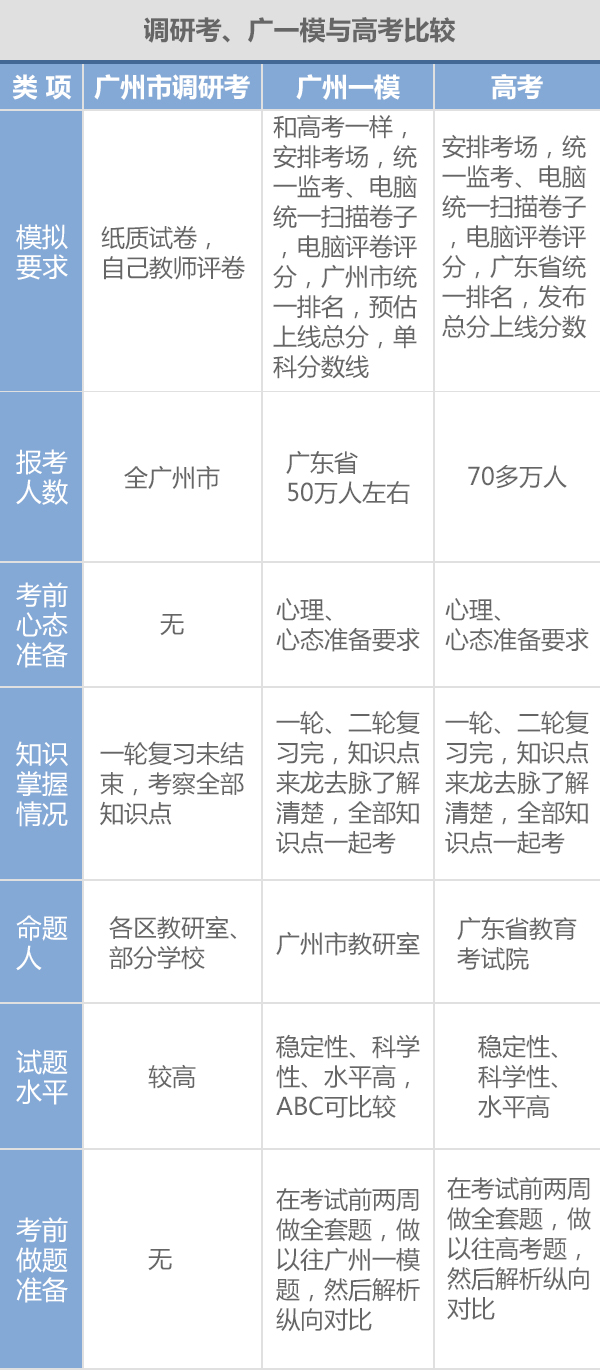 调研考、广一模与高考比较
类 项
广州市调研考
广州一模
高考
模拟
要求
纸质试卷，
自己教师评卷
和高考一样，
安排考场，统
一监考、电脑
统一扫描卷子
，电脑评卷评
分，广州市统
一排名，预估
上线总分，单
科分数线
安排考场，统
一监考、电脑
统一扫描卷子
，电脑评卷评
分，广东省统
一排名，发布
总分上线分数
报考
人数
全广州市
广东省
50万人左右
70多万人
考前
心态
准备
无
心理、
心态准备要求
心理、
心态准备要求
知识
掌握
情况
一轮复习未结
束，考察全部
知识点
一轮、二轮复
习完，知识点
来龙去脉了解
清楚，全部知
识点一起考
一轮、二轮复
习完，知识点
来龙去脉了解
清楚，全部知
识点一起考
命题
人
各区教研室、
部分学校
广州市教研室
广东省教育
考试院
试题
水平
较高
稳定性、科学
性、水平高，
ABC可比较
稳定性、
科学性、
水平高
考前
做题
准备
无
在考试前两周
做全套题，做
以往广州一模
题，然后解析
纵向对比
在考试前两周
做全套题，做
以往高考题，
然后解析纵向
对比